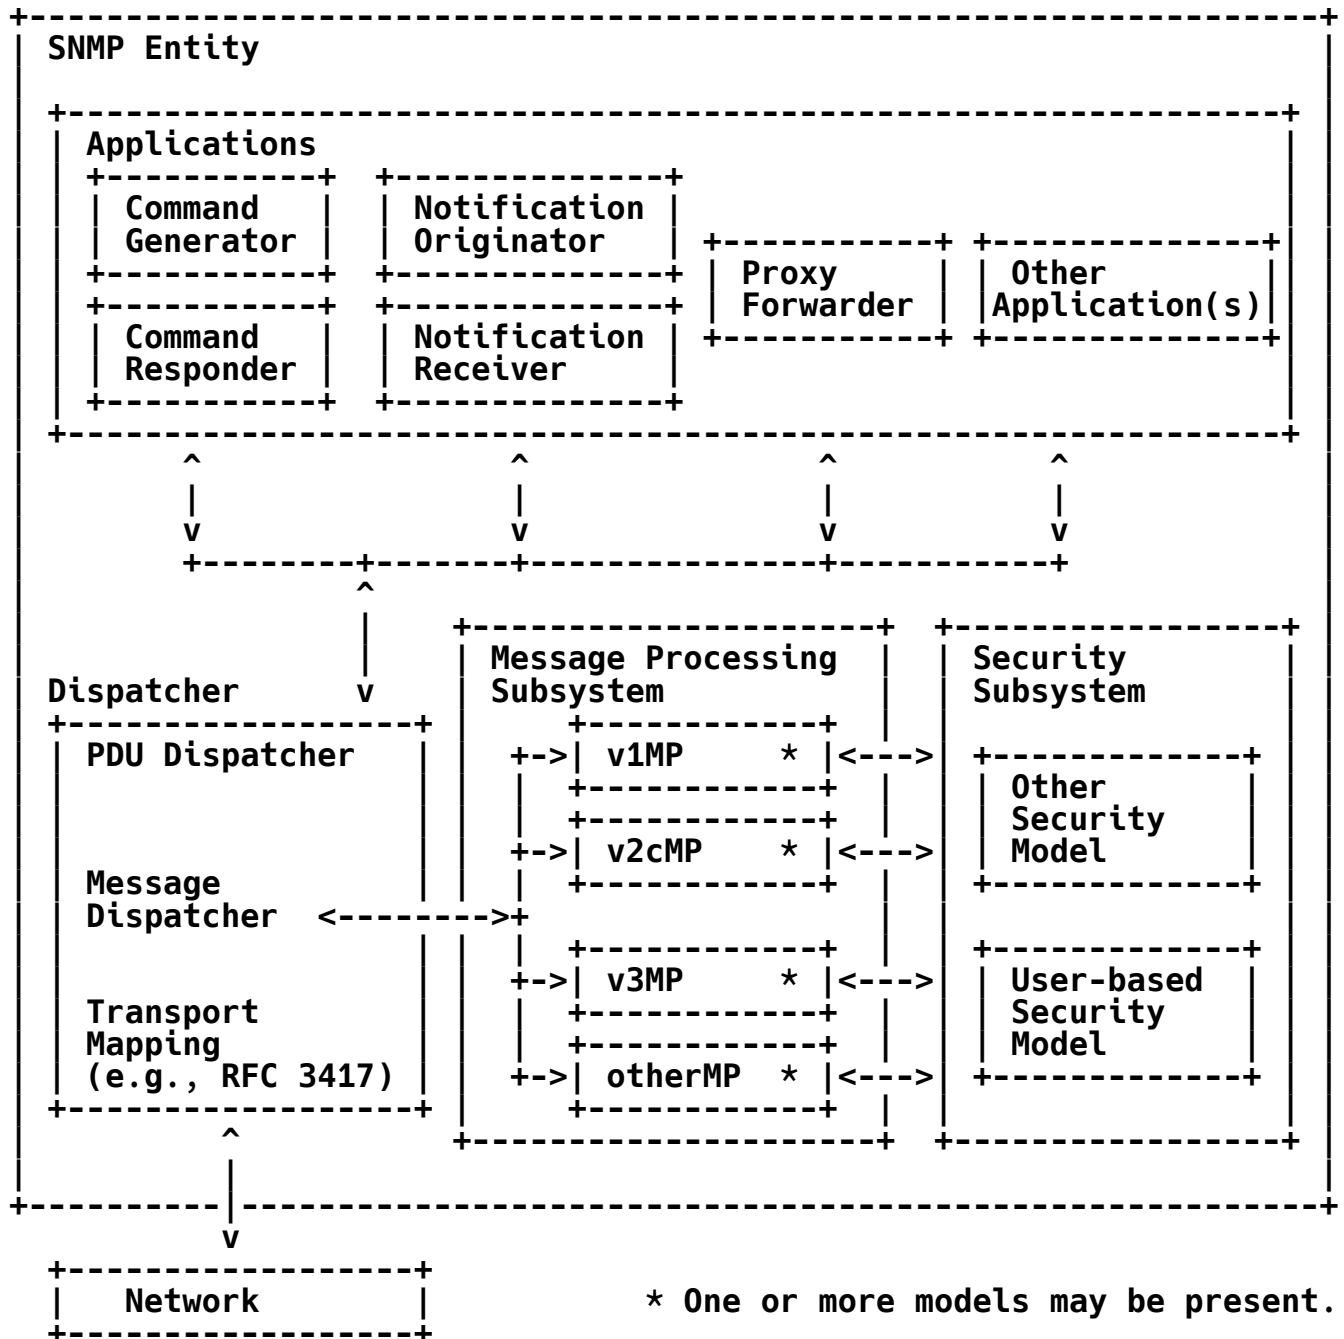 SNMP Entity
Applications
Command Generator
Notification Originator
Proxy Forwarder
Other Application(s)
Command Responder
Notification Receiver
Message Processing Subsystem
Security Subsystem
Dispatcher
PDU Dispatcher
v1MP *
Other Security Model
v2cMP *
Message Dispatcher
v3MP *
User-based Security Model
Transport Mapping (e.g., RFC 3417)
otherMP *
Network
* One or more models may be present.